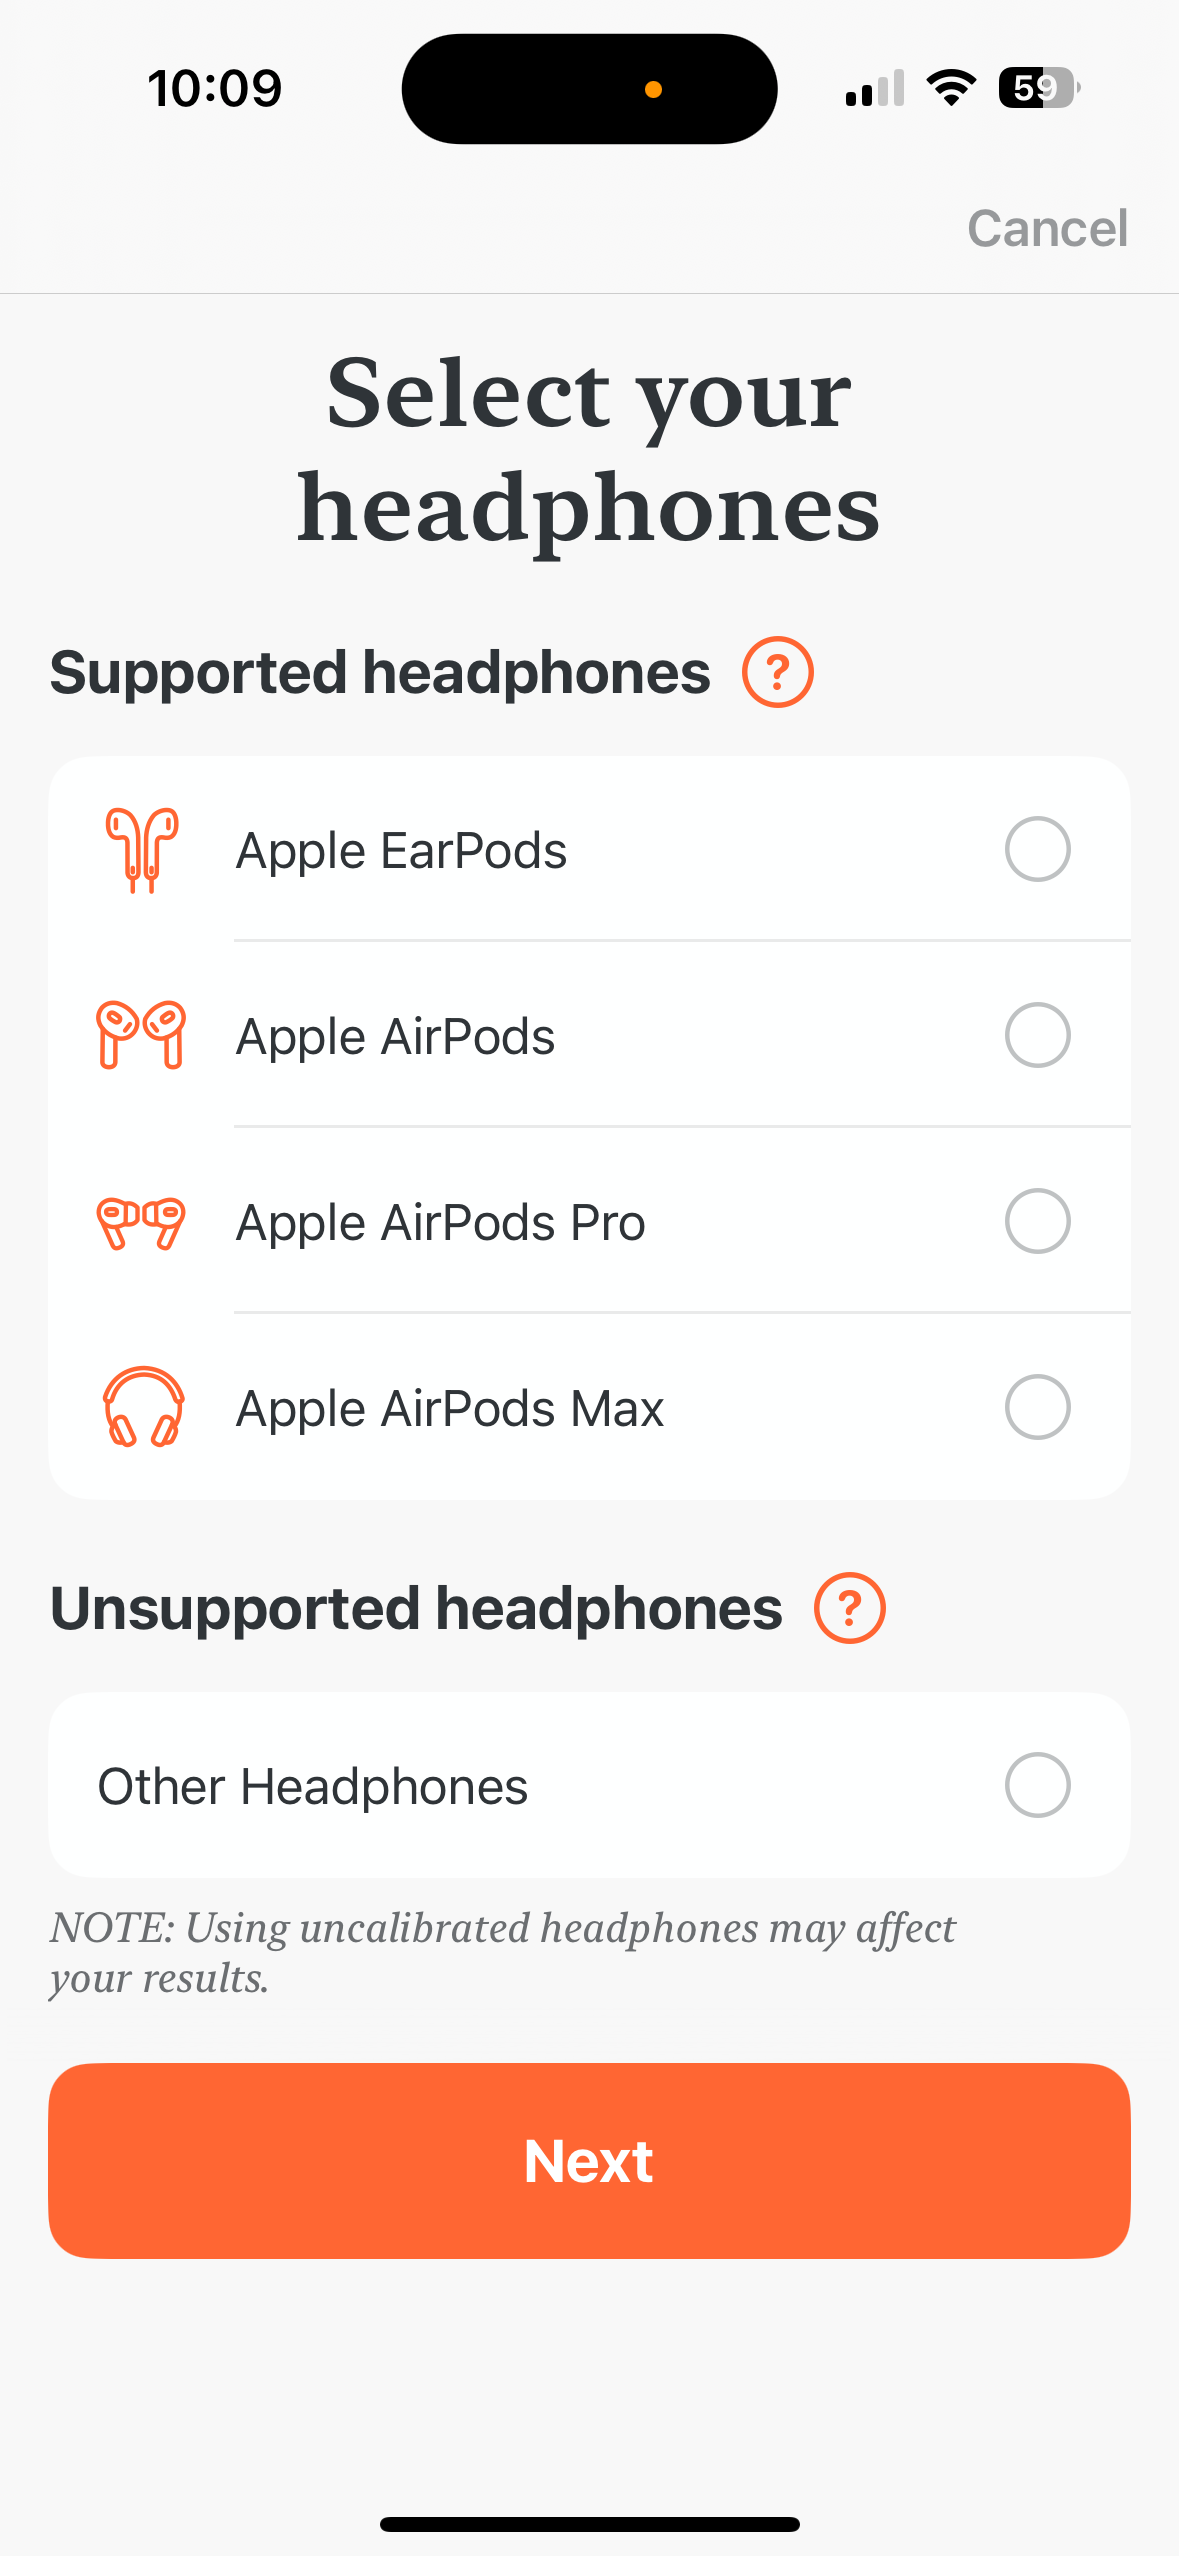 10:09
59
Cancel
Select your
headphones
Supported headphones ?
Apple EarPods
Apple AirPods
Apple AirPods Pro
Apple AirPods Max
Unsupported headphones ?
Other Headphones
NOTE: Using uncalibrated headphones may affect
your results.
Next